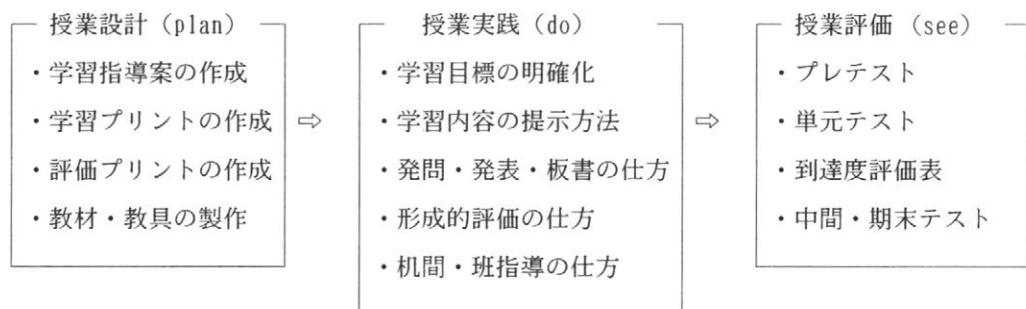 授業設計（plan）
・学習指導案の作成
・学習プリントの作成
・評価プリントの作成
・教材・教具の製作
⇨
授業実践（do）
・学習目標の明確化
・学習内容の提示方法
・発問・発表・板書の仕方
・形成的評価の仕方
・机間・班指導の仕方
⇨
授業評価（see）
・プレテスト
・単元テスト
・到達度評価表
・中間・期末テスト